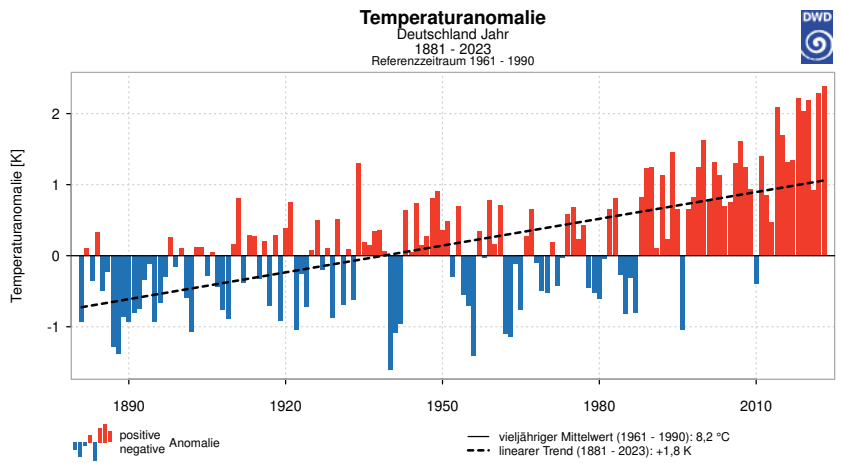 Temperaturanomalie
Deutschland Jahr
1881 - 2023
Referenzzeitraum 1961 - 1990
DWD
Temperaturanomalie [K]
2
1
0
-1
1890 1920 1950 1980 2010
positive
negative Anomalie
vieljähriger Mittelwert (1961 - 1990): 8,2 °C
linearer Trend (1881 - 2023): +1,8 K